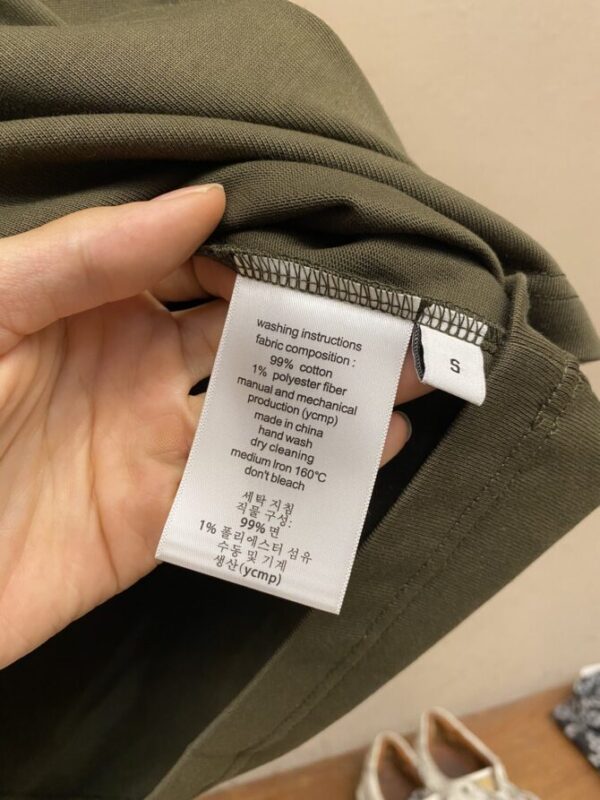 washing instructions
fabric composition :
99% cotton
1% polyester fiber
manual and mechanical
production (ycmp)
made in china
hand wash
dry cleaning
medium Iron 160℃
don't bleach
세탁 지침
직물 구성:
99% 면
1% 폴리에스터 섬유
수동 및 기계
생산(ycmp)
S